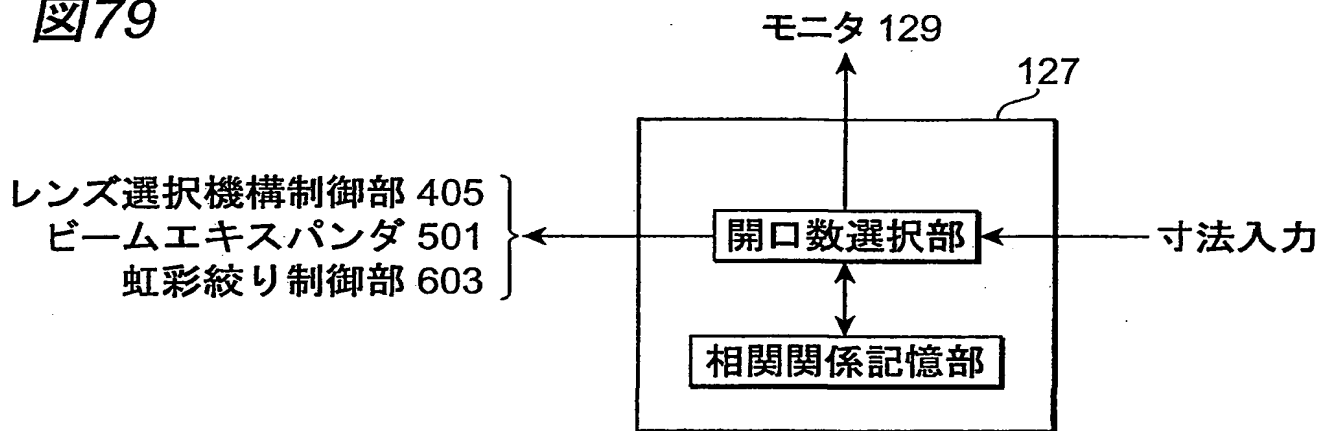 図79
モニタ 129
127
レンズ選択機構制御部 405
ビームエキスパンダ 501
虹彩絞り制御部 603
開口数選択部
寸法入力
相関関係記憶部